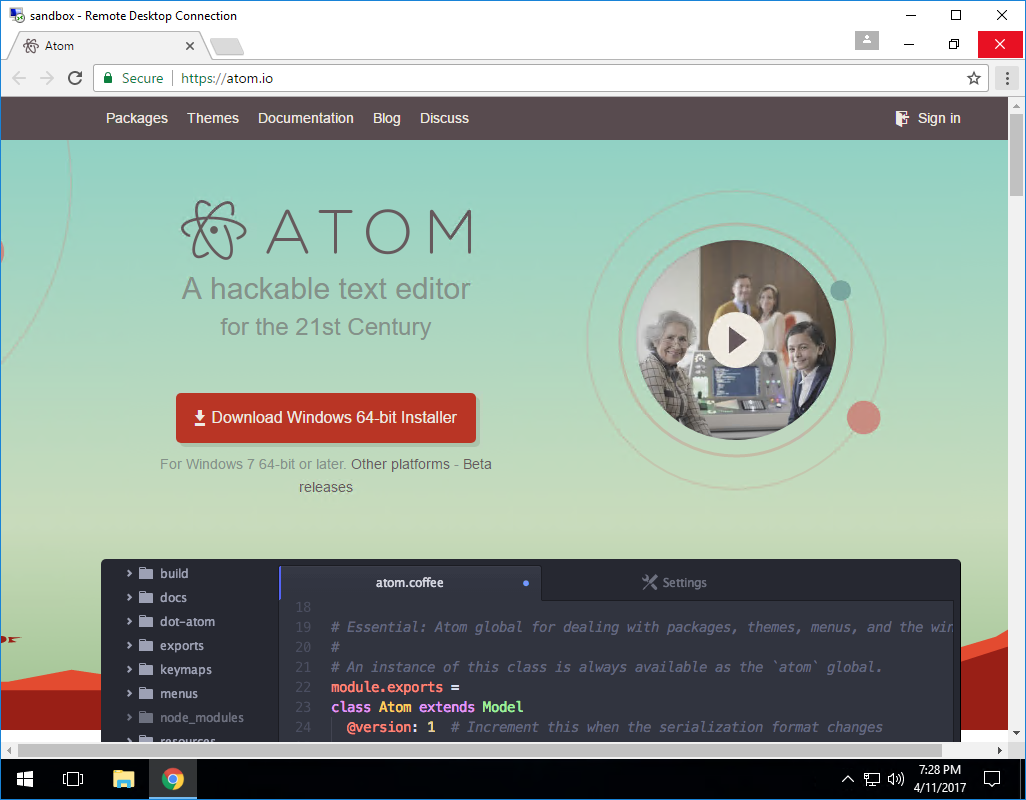 sandbox - Remote Desktop Connection
Atom
Secure https://atom.io
Packages Themes Documentation Blog Discuss Sign in
ATOM
A hackable text editor
for the 21st Century
Download Windows 64-bit Installer
For Windows 7 64-bit or later. Other platforms - Beta
releases
build
docs
dot-atom
exports
keymaps
menus
node_modules
resources
atom.coffee Settings
18
19 # Essential: Atom global for dealing with packages, themes, menus, and the win
20 #
21 # An instance of this class is always available as the `atom` global.
22 module.exports =
23 class Atom extends Model
24 @version: 1 # Increment this when the serialization format changes
7:28 PM
4/11/2017